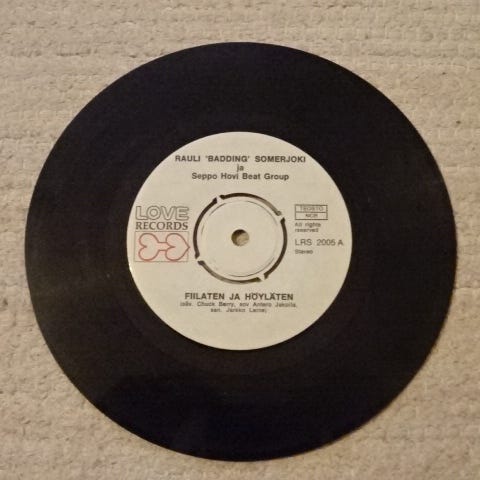 RAULI 'BADDING' SOMERJOKI
ja
Seppo Hovi Beat Group
LOVE
RECORDS
TEOSTO
NCB
All rights
reserved
LRS 2005 A
Stereo
FIILATEN JA HÖYLÄTEN
(säv. Chuck Berry, sov Antero Jakoila,
san. Jarkko Laine)